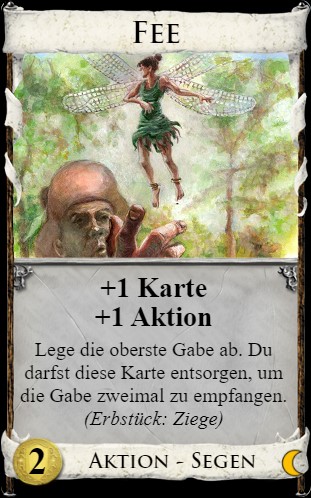 Fee
+1 Karte
+1 Aktion
Lege die oberste Gabe ab. Du
darfst diese Karte entsorgen, um
die Gabe zweimal zu empfangen.
(Erbstück: Ziege)
2
Aktion - Segen